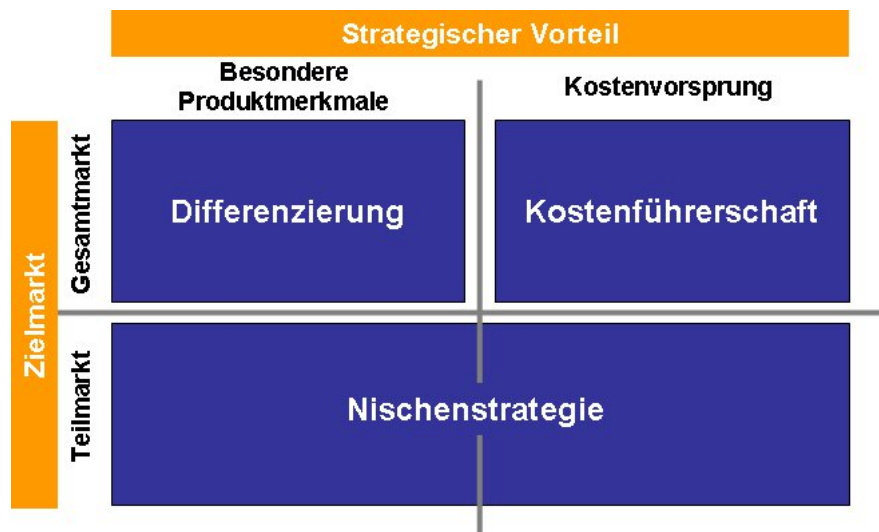 Strategischer Vorteil
Besondere
Produktmerkmale
Kostenvorsprung
Zielmarkt
Gesamtmarkt
Differenzierung
Kostenführerschaft
Teilmarkt
Nischenstrategie